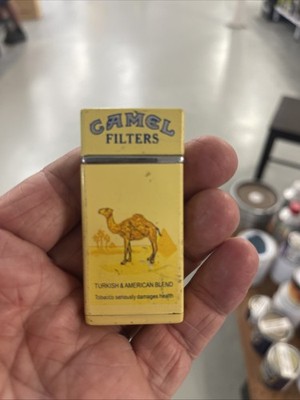 CAMEL
FILTERS
TURKISH & AMERICAN BLEND
Tobacco seriously damages health